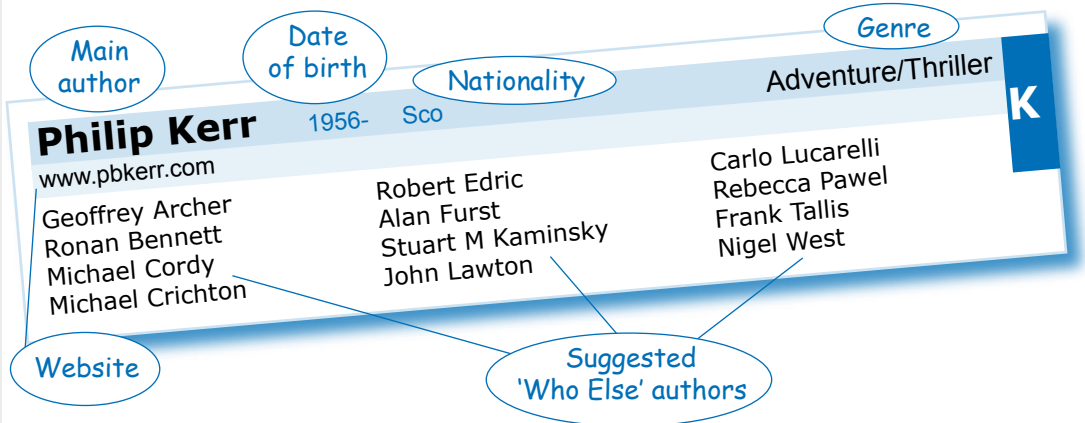 Main
author
Date
of birth
Nationality
Genre
Philip Kerr 1956- Sco Adventure/Thriller
K
www.pbkerr.com
Geoffrey Archer
Ronan Bennett
Michael Cordy
Michael Crichton
Robert Edric
Alan Furst
Stuart M Kaminsky
John Lawton
Carlo Lucarelli
Rebecca Pawel
Frank Tallis
Nigel West
Website
Suggested
'Who Else' authors